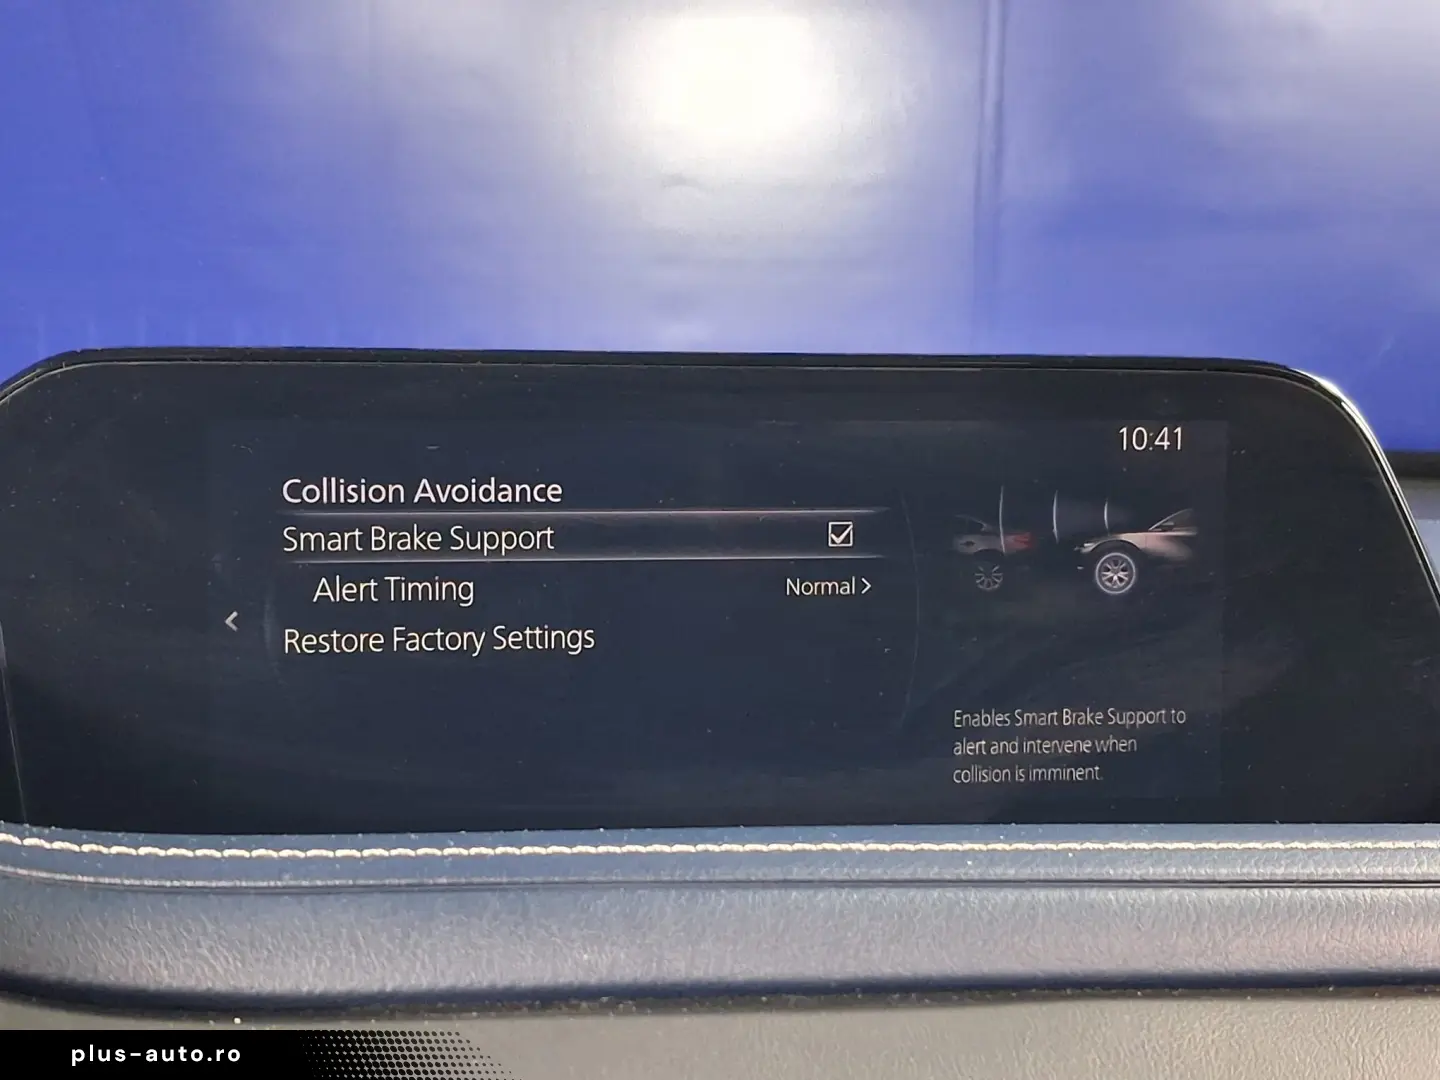 10:41
Collision Avoidance
Smart Brake Support
Alert Timing Normal >
Restore Factory Settings
Enables Smart Brake Support to
alert and intervene when
collision is imminent.
plus-auto.ro